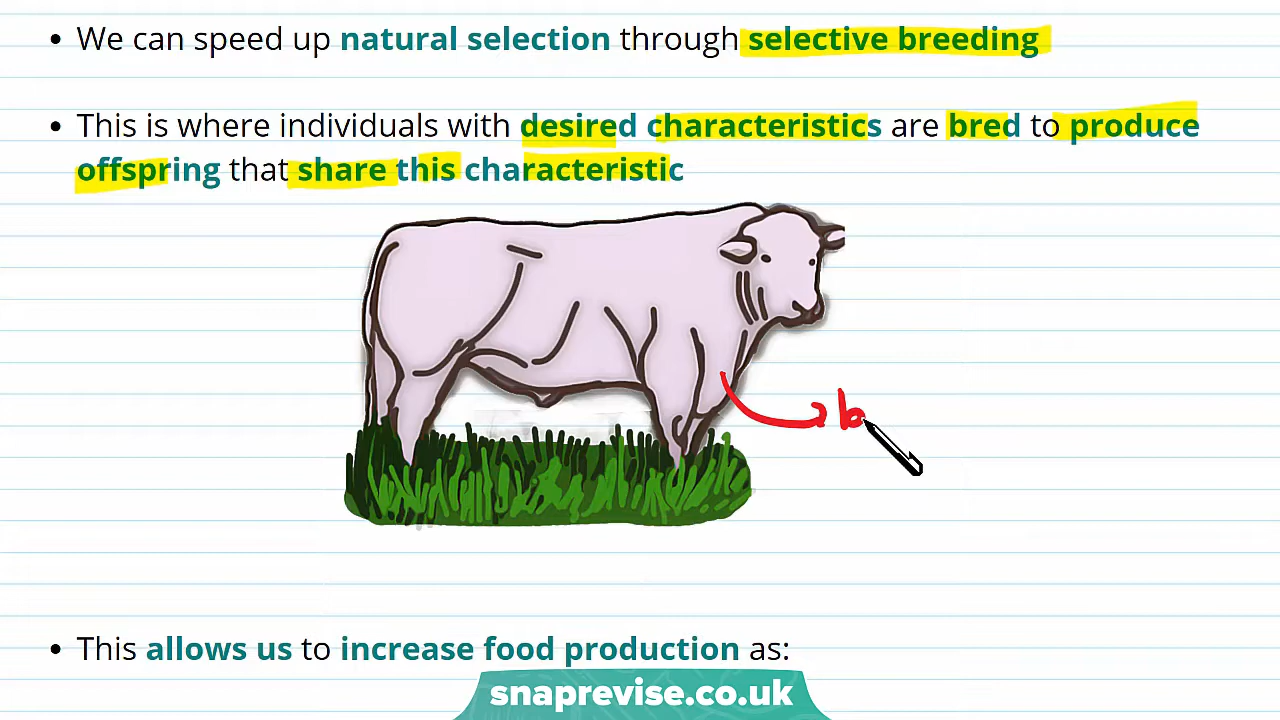 • We can speed up natural selection through selective breeding
• This is where individuals with desired characteristics are bred to produce
offspring that share this characteristic
b
• This allows us to increase food production as:
snaprevise.co.uk